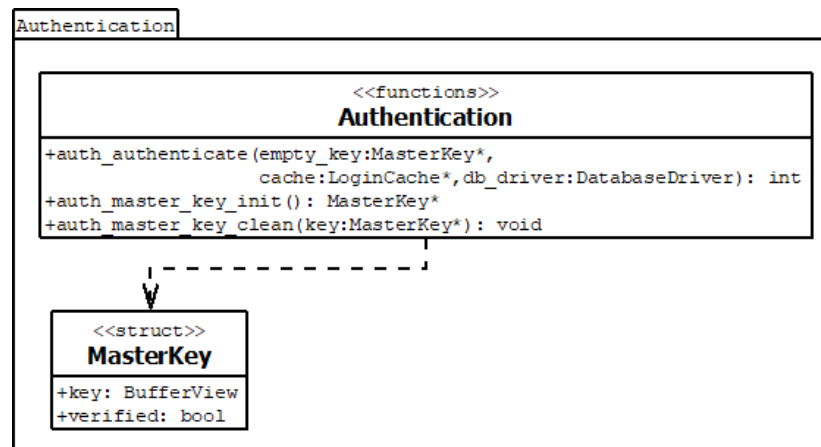 Authentication
<<functions>>
Authentication
+auth_authenticate(empty_key:MasterKey*,
cache:LoginCache*,db_driver:DatabaseDriver): int
+auth_master_key_init(): MasterKey*
+auth_master_key_clean(key:MasterKey*): void
<<struct>>
MasterKey
+key: BufferView
+verified: bool